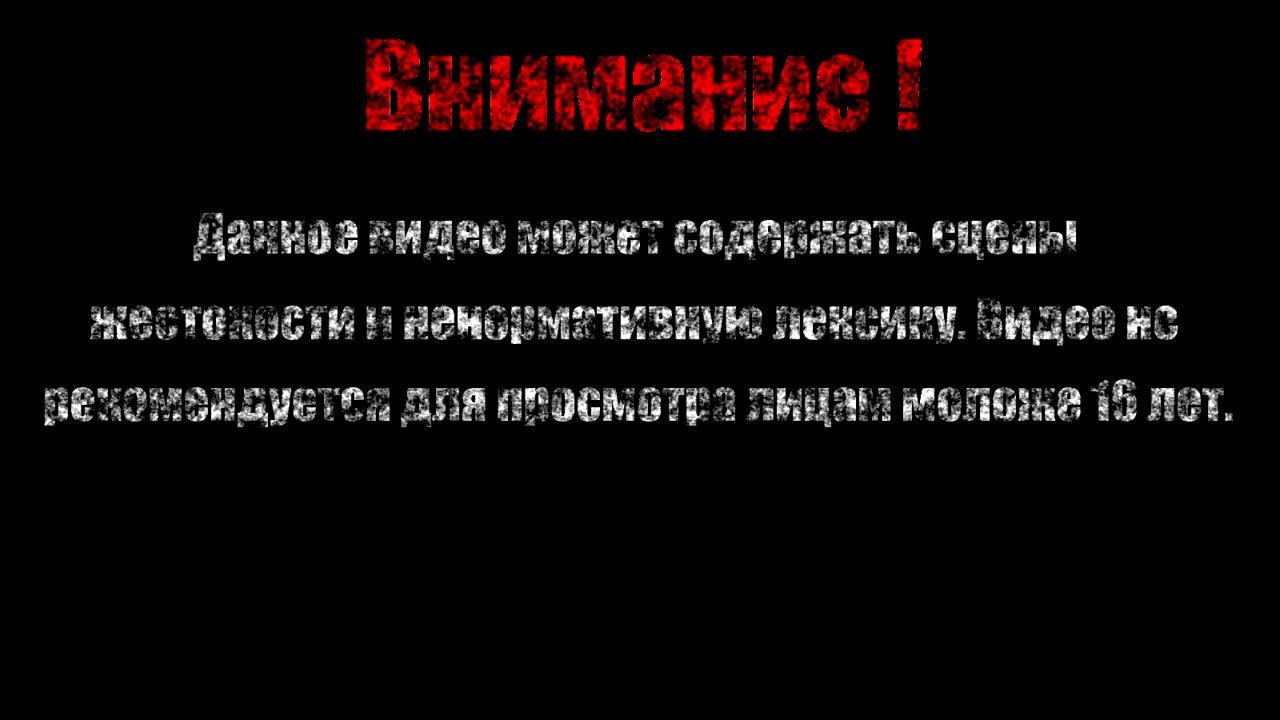 Внимание !
Данное видео может содержать сцены
жестокости и ненормативную лексику. Видео не
рекомендуется для просмотра лицам моложе 16 лет.